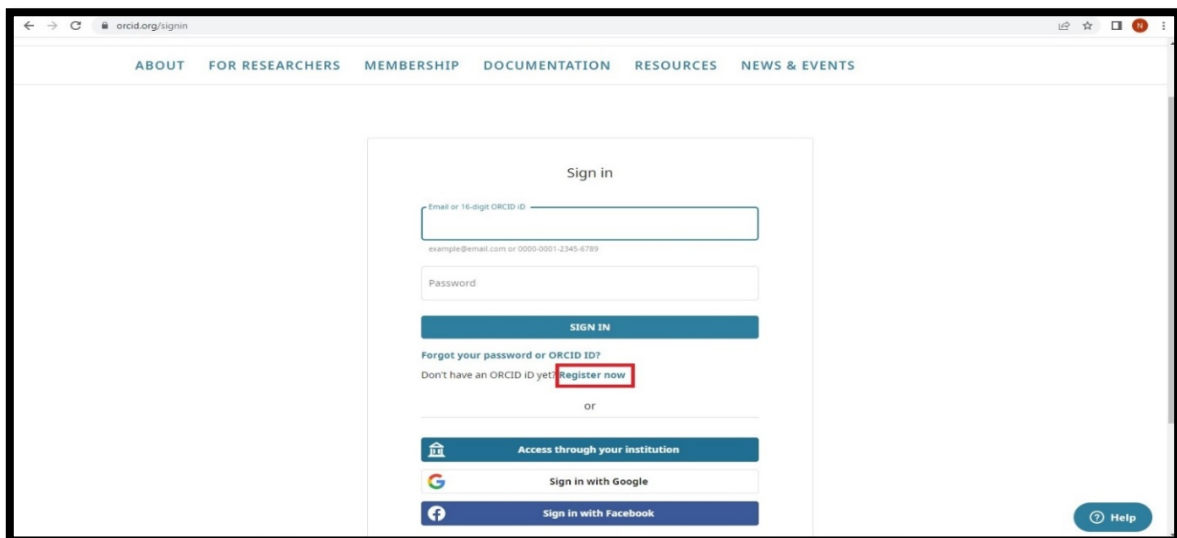 orcid.org/signin
N
ABOUT FOR RESEARCHERS MEMBERSHIP DOCUMENTATION RESOURCES NEWS & EVENTS
Sign in
Email or 16-digit ORCID iD
example@email.com or 0000-0001-2345-6789
Password
SIGN IN
Forgot your password or ORCID ID?
Don't have an ORCID iD yet? Register now
or
Access through your institution
G Sign in with Google
f Sign in with Facebook
? Help